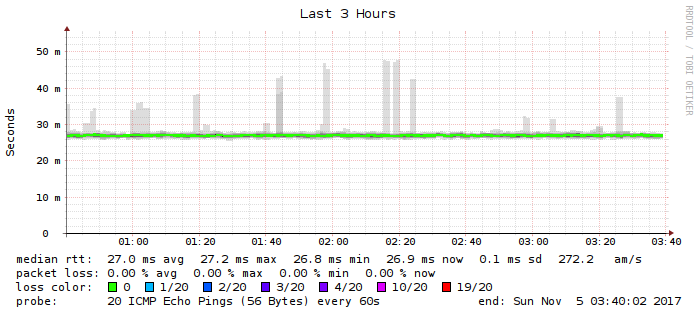 Last 3 Hours
RRDTOOL / TOBI OETIKER
Seconds
50 m
40 m
30 m
20 m
10 m
0
01:00 01:20 01:40 02:00 02:20 02:40 03:00 03:20 03:40
median rtt: 27.0 ms avg 27.2 ms max 26.8 ms min 26.9 ms now 0.1 ms sd 272.2 am/s
packet loss: 0.00 % avg 0.00 % max 0.00 % min 0.00 % now
loss color: 0 1/20 2/20 3/20 4/20 10/20 19/20
probe: 20 ICMP Echo Pings (56 Bytes) every 60s end: Sun Nov 5 03:40:02 2017